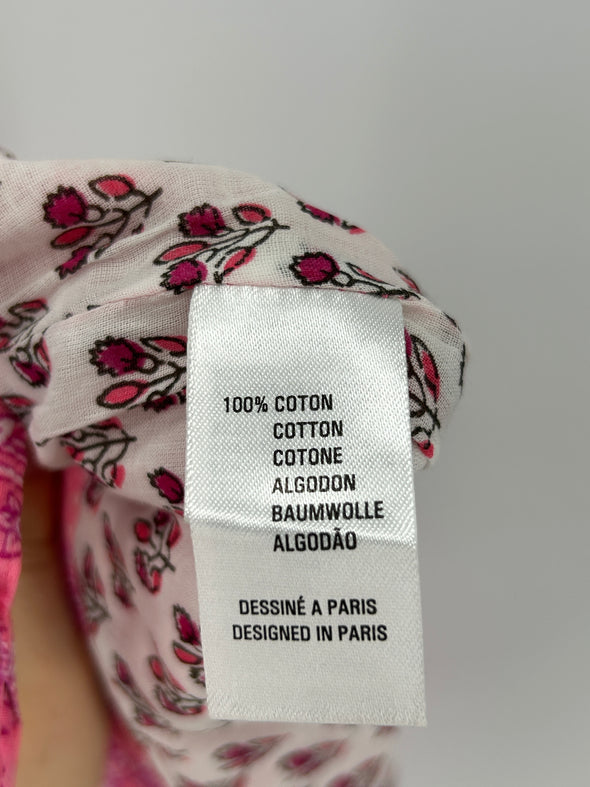 100% COTON
COTTON
COTONE
ALGODON
BAUMWOLLE
ALGODÃO
DESSINÉ A PARIS
DESIGNED IN PARIS